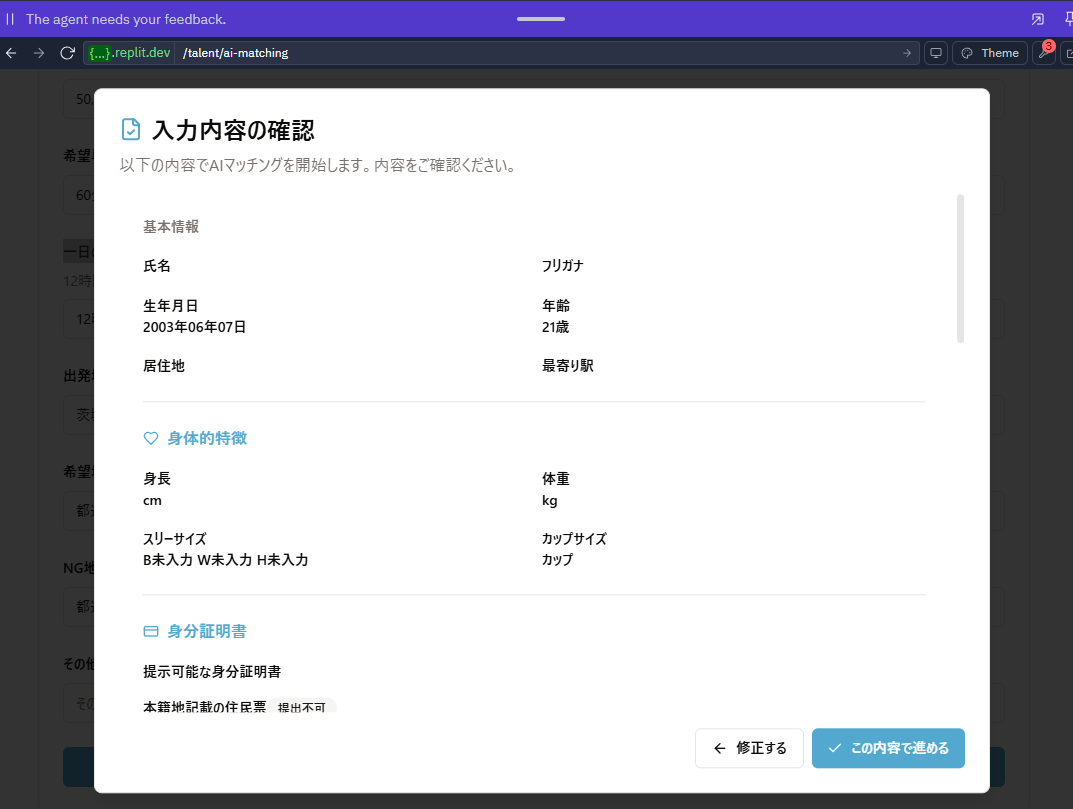 The agent needs your feedback.
{...}.replit.dev /talent/ai-matching
Theme
3
50,
希望
60
一日の
12時
12時
出発
茨
希望
都
NG地
都
その他
その
入力内容の確認
以下の内容でAIマッチングを開始します。内容をご確認ください。
基本情報
氏名 フリガナ
生年月日 年齢
2003年06年07日 21歳
居住地 最寄り駅
身体的特徴
身長 体重
cm kg
スリーサイズ カップサイズ
B未入力 W未入力 H未入力 カップ
身分証明書
提示可能な身分証明書
本籍地記載の住民票 提出不可
修正する この内容で進める